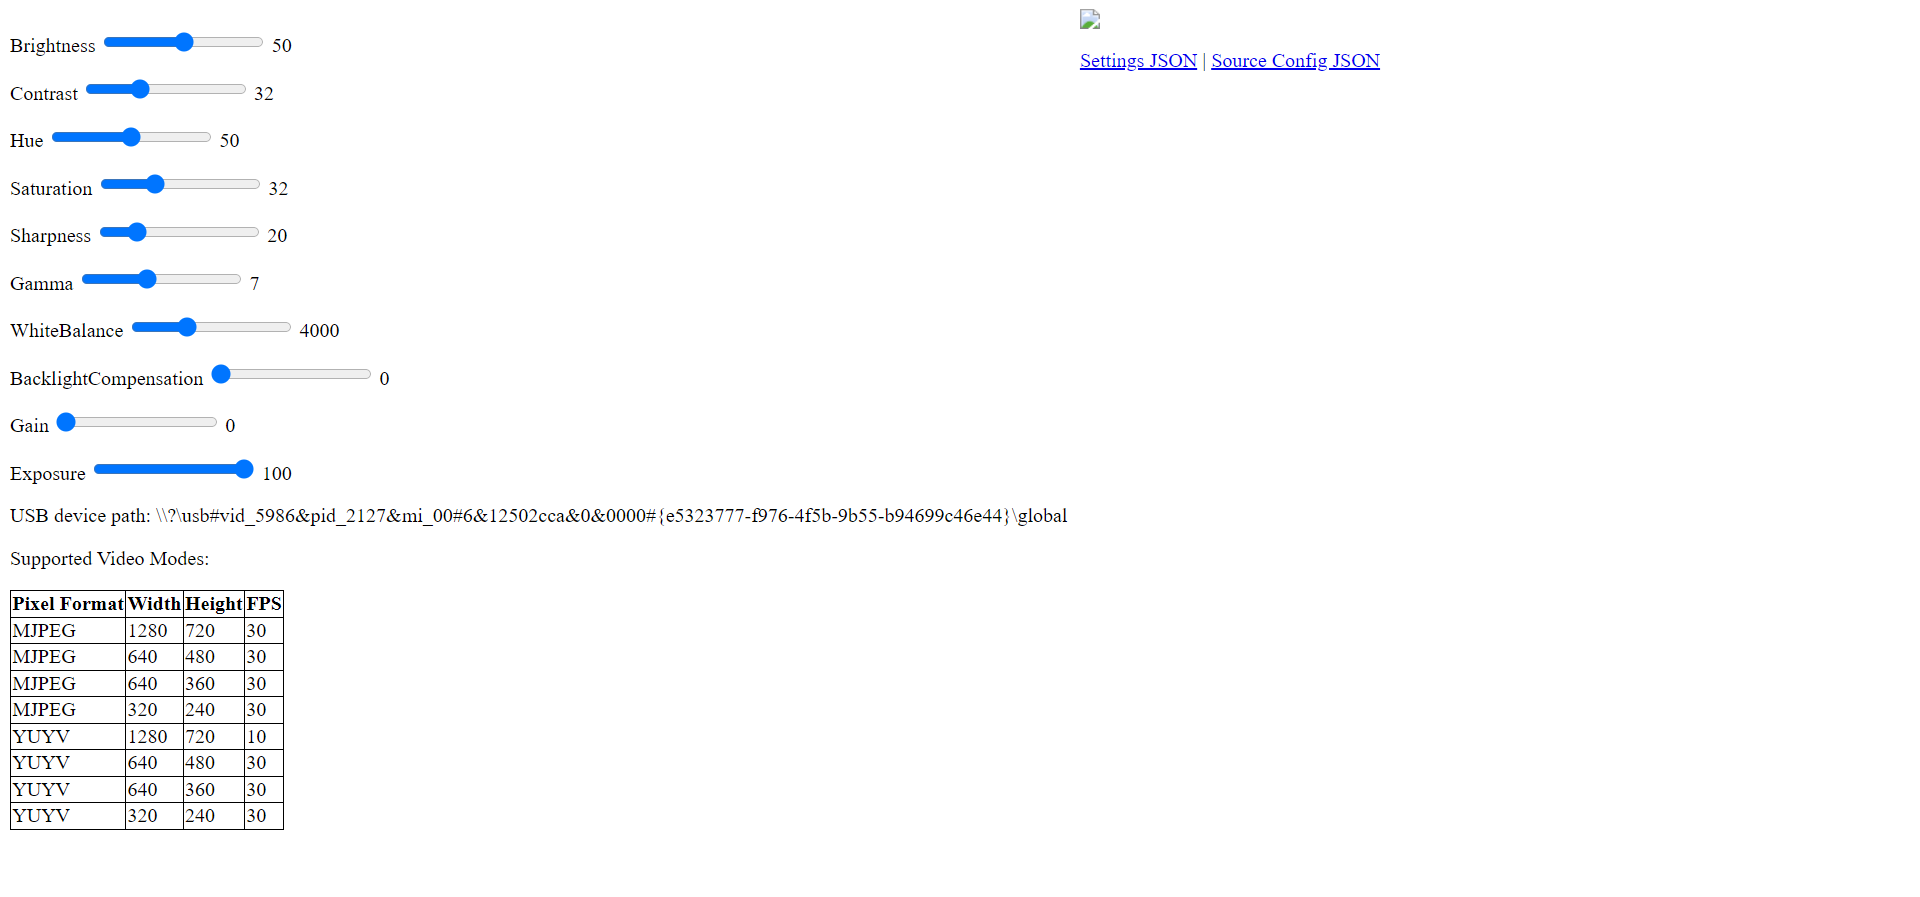 Brightness 50
Contrast 32
Hue 50
Saturation 32
Sharpness 20
Gamma 7
WhiteBalance 4000
BacklightCompensation 0
Gain 0
Exposure 100
USB device path: \\?\usb#vid_5986&pid_2127&mi_00#6&12502cca&0&0000#{e5323777-f976-4f5b-9b55-b94699c46e44}\global
Supported Video Modes:
Pixel Format Width Height FPS
MJPEG 1280 720 30
MJPEG 640 480 30
MJPEG 640 360 30
MJPEG 320 240 30
YUYV 1280 720 10
YUYV 640 480 30
YUYV 640 360 30
YUYV 320 240 30
Settings JSON | Source Config JSON